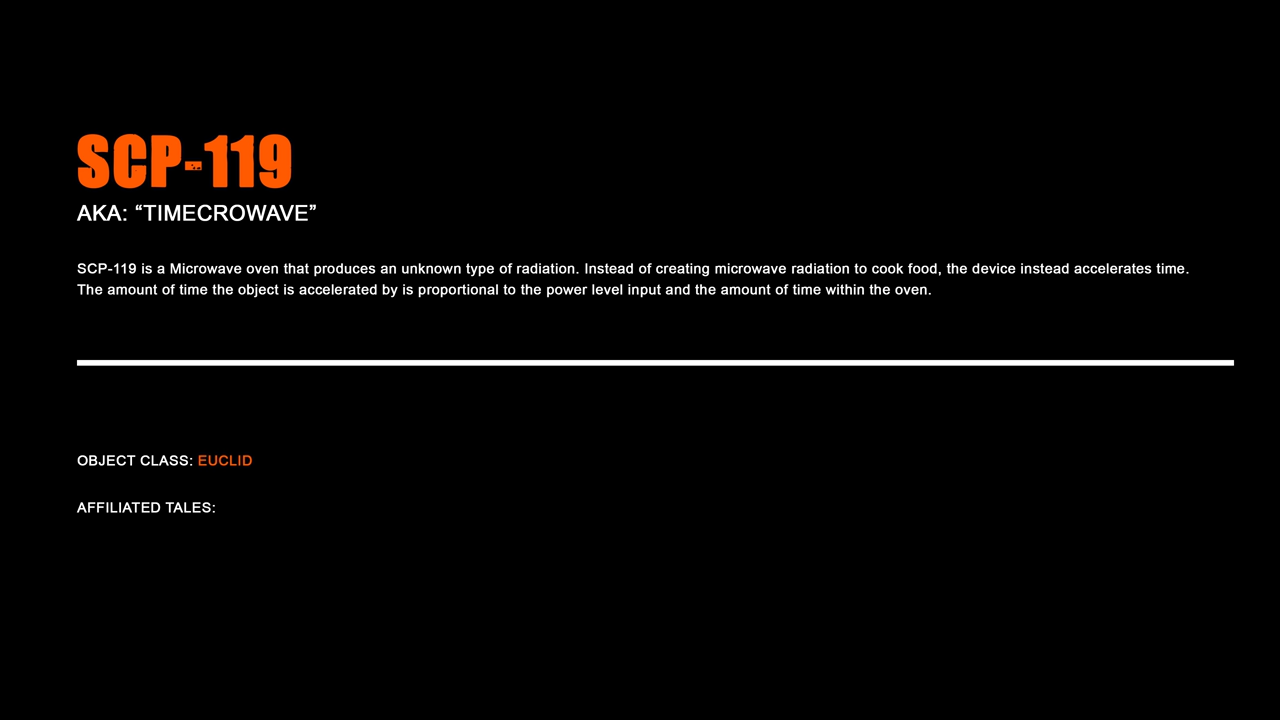 SCP-119
AKA: “TIMECROWAVE”
SCP-119 is a Microwave oven that produces an unknown type of radiation. Instead of creating microwave radiation to cook food, the device instead accelerates time.
The amount of time the object is accelerated by is proportional to the power level input and the amount of time within the oven.
OBJECT CLASS: EUCLID
AFFILIATED TALES: